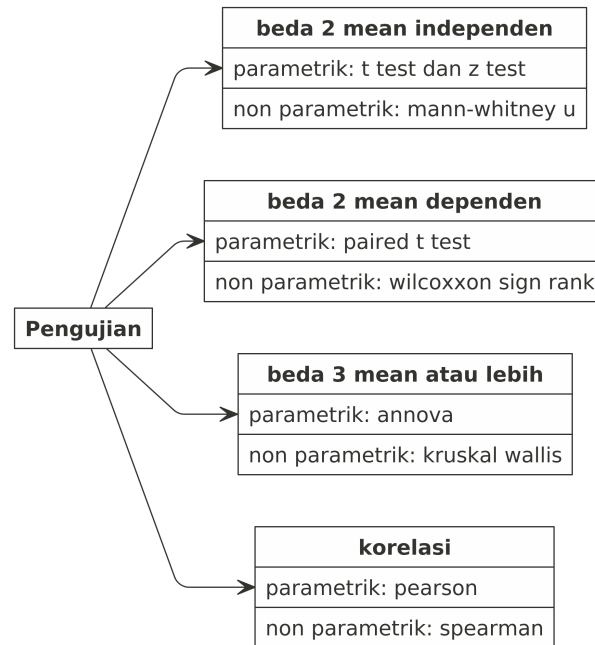 beda 2 mean independen
parametrik: t test dan z test
non parametrik: mann-whitney u
beda 2 mean dependen
parametrik: paired t test
non parametrik: wilcoxxon sign rank
Pengujian
beda 3 mean atau lebih
parametrik: annova
non parametrik: kruskal wallis
korelasi
parametrik: pearson
non parametrik: spearman